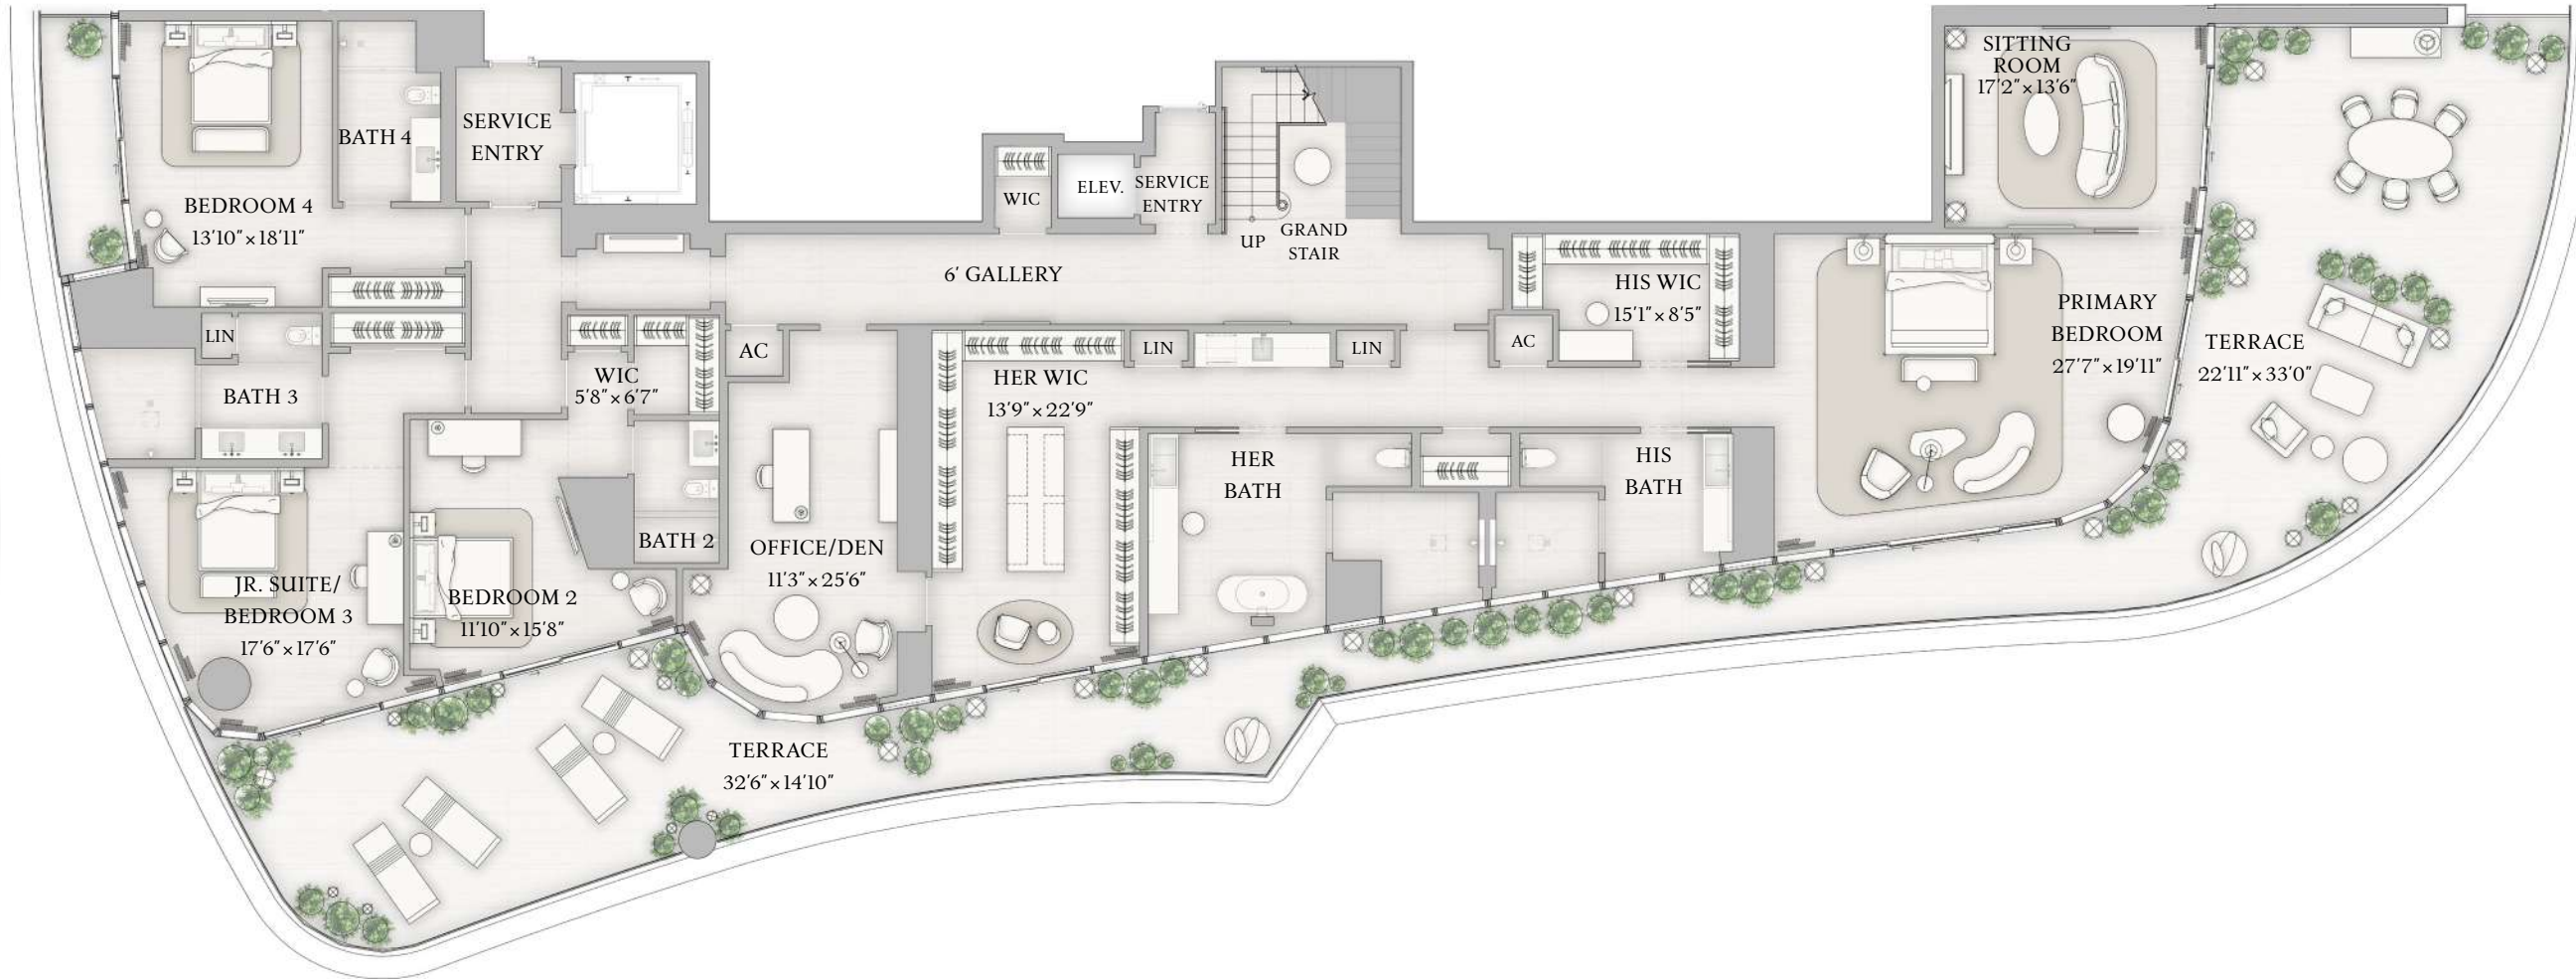 BEDROOM 4
13'10" × 18'11"
BATH 4
SERVICE
ENTRY
WIC
ELEV.
SERVICE
ENTRY
UP
GRAND
STAIR
6' GALLERY
SITTING
ROOM
17'2" × 13'6"
HIS WIC
15'1" × 8'5"
PRIMARY
BEDROOM
27'7" × 19'11"
TERRACE
22'11" × 33'0"
LIN
BATH 3
WIC
5'8" × 6'7"
AC
HER WIC
13'9" × 22'9"
LIN
LIN
AC
HER
BATH
HIS
BATH
JR. SUITE/
BEDROOM 3
17'6" × 17'6"
BEDROOM 2
11'10" × 15'8"
BATH 2
OFFICE/DEN
11'3" × 25'6"
TERRACE
32'6" × 14'10"